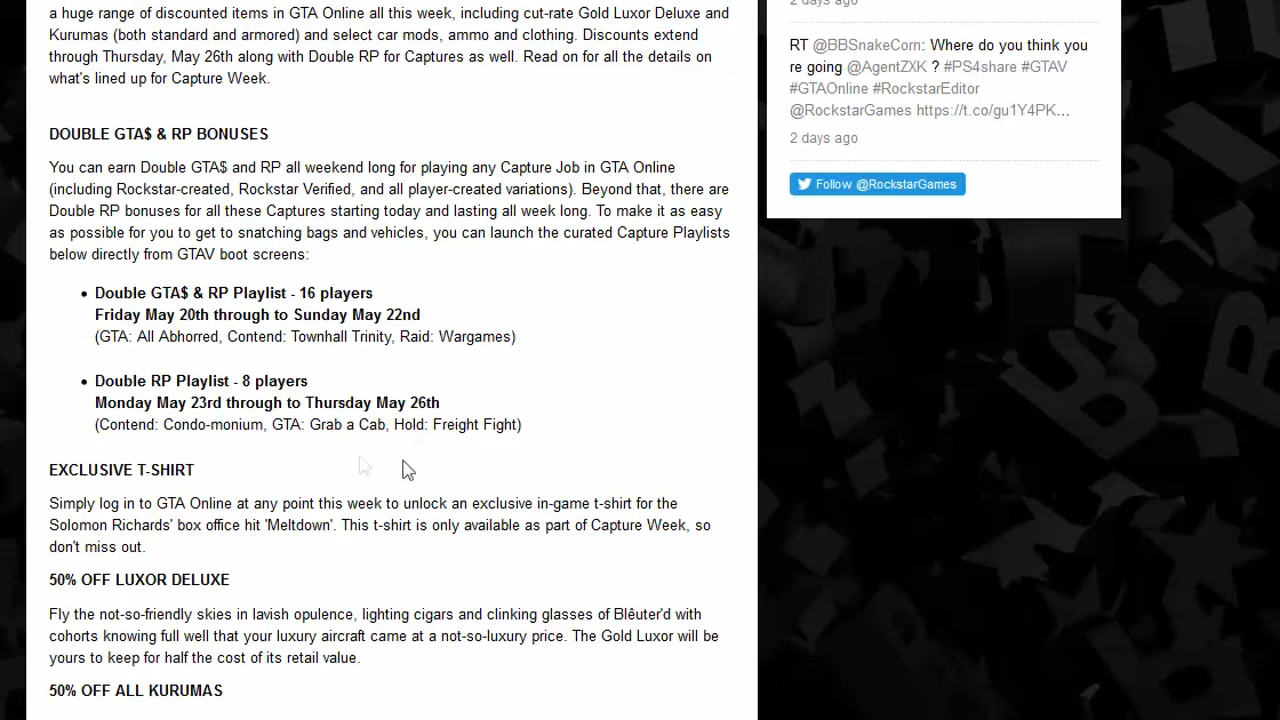 a huge range of discounted items in GTA Online all this week, including cut-rate Gold Luxor Deluxe and
Kurumas (both standard and armored) and select car mods, ammo and clothing. Discounts extend
through Thursday, May 26th along with Double RP for Captures as well. Read on for all the details on
what's lined up for Capture Week.
DOUBLE GTA$ & RP BONUSES
You can earn Double GTA$ and RP all weekend long for playing any Capture Job in GTA Online
(including Rockstar-created, Rockstar Verified, and all player-created variations). Beyond that, there are
Double RP bonuses for all these Captures starting today and lasting all week long. To make it as easy
as possible for you to get to snatching bags and vehicles, you can launch the curated Capture Playlists
below directly from GTAV boot screens:
• Double GTA$ & RP Playlist - 16 players
Friday May 20th through to Sunday May 22nd
(GTA: All Abhorred, Contend: Townhall Trinity, Raid: Wargames)
• Double RP Playlist - 8 players
Monday May 23rd through to Thursday May 26th
(Contend: Condo-monium, GTA: Grab a Cab, Hold: Freight Fight)
EXCLUSIVE T-SHIRT
Simply log in to GTA Online at any point this week to unlock an exclusive in-game t-shirt for the
Solomon Richards' box office hit 'Meltdown'. This t-shirt is only available as part of Capture Week, so
don't miss out.
50% OFF LUXOR DELUXE
Fly the not-so-friendly skies in lavish opulence, lighting cigars and clinking glasses of Blêuter'd with
cohorts knowing full well that your luxury aircraft came at a not-so-luxury price. The Gold Luxor will be
yours to keep for half the cost of its retail value.
50% OFF ALL KURUMAS
2 days ago
RT @BBSnakeCorn: Where do you think you
re going @AgentZXK ? #PS4share #GTAV
#GTAOnline #RockstarEditor
@RockstarGames https://t.co/gu1Y4PK…
2 days ago
Follow @RockstarGames